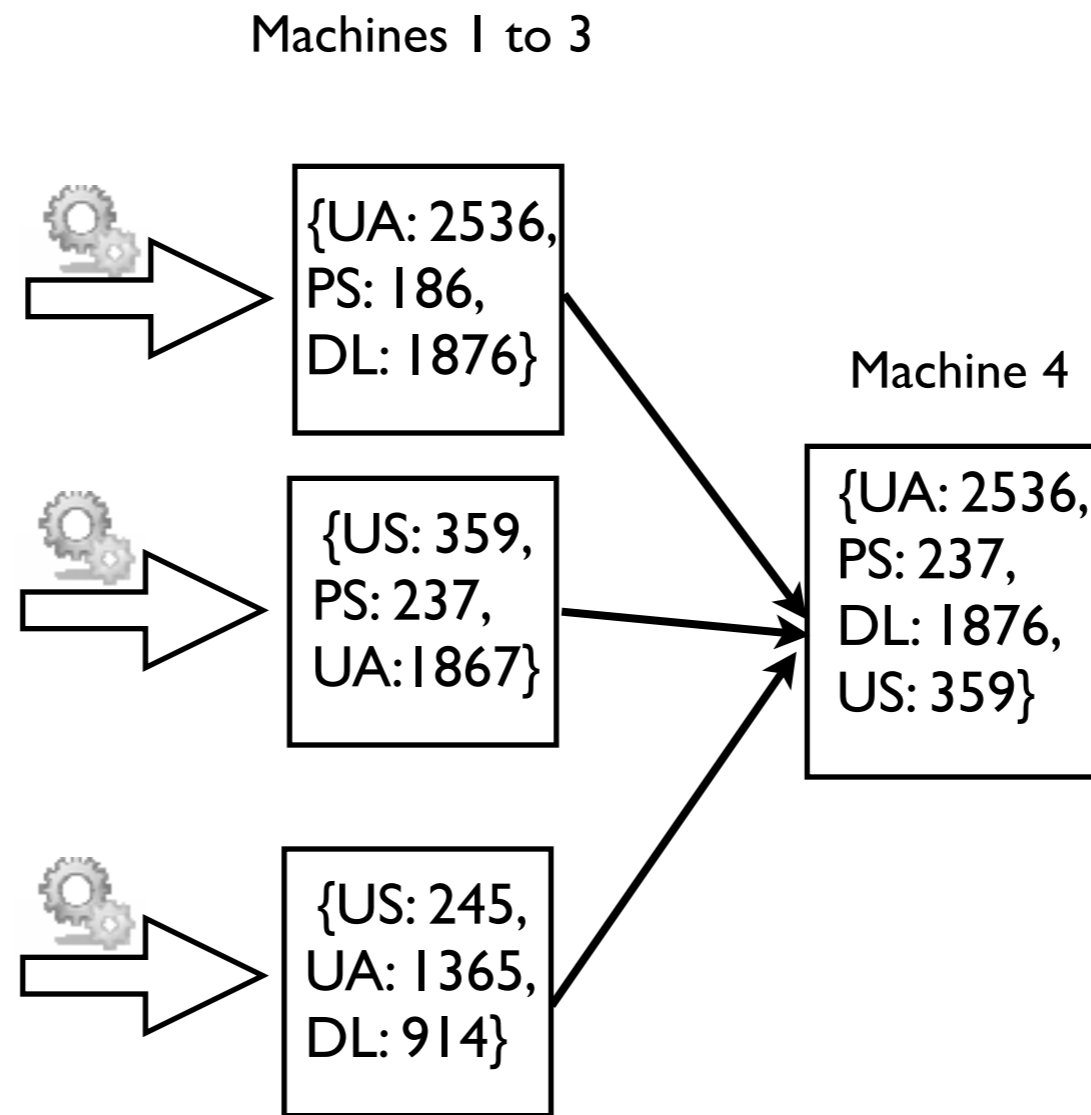 Machines 1 to 3
{UA: 2536,
PS: 186,
DL: 1876}
{US: 359,
PS: 237,
UA:1867}
{US: 245,
UA: 1365,
DL: 914}
Machine 4
{UA: 2536,
PS: 237,
DL: 1876,
US: 359}